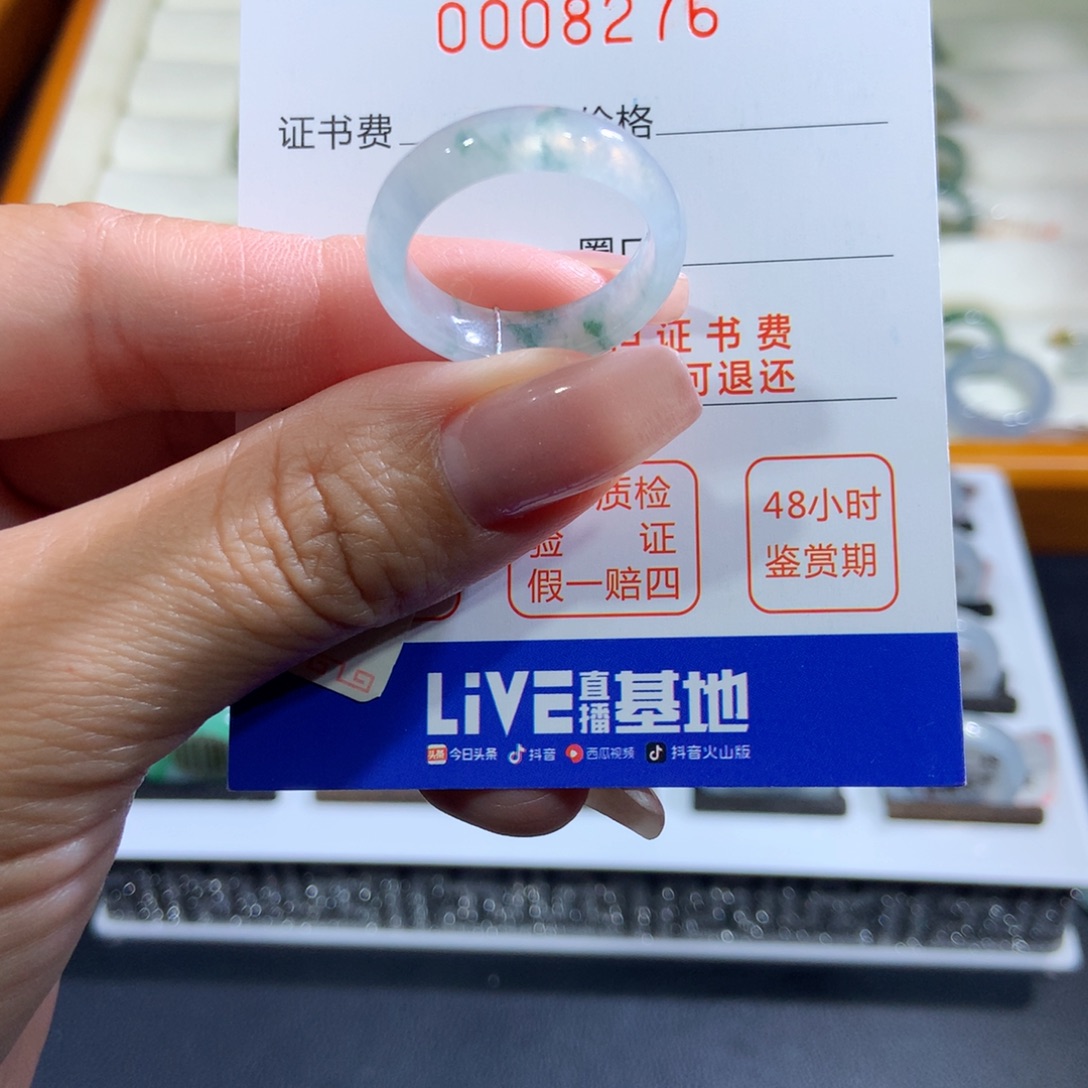 0008276
证书费 价格
圈口
证书费
可退还
质检
验 证
假一赔四
48小时
鉴赏期
LiVE直播基地
头条 今日头条 抖音 西瓜视频 抖音火山版